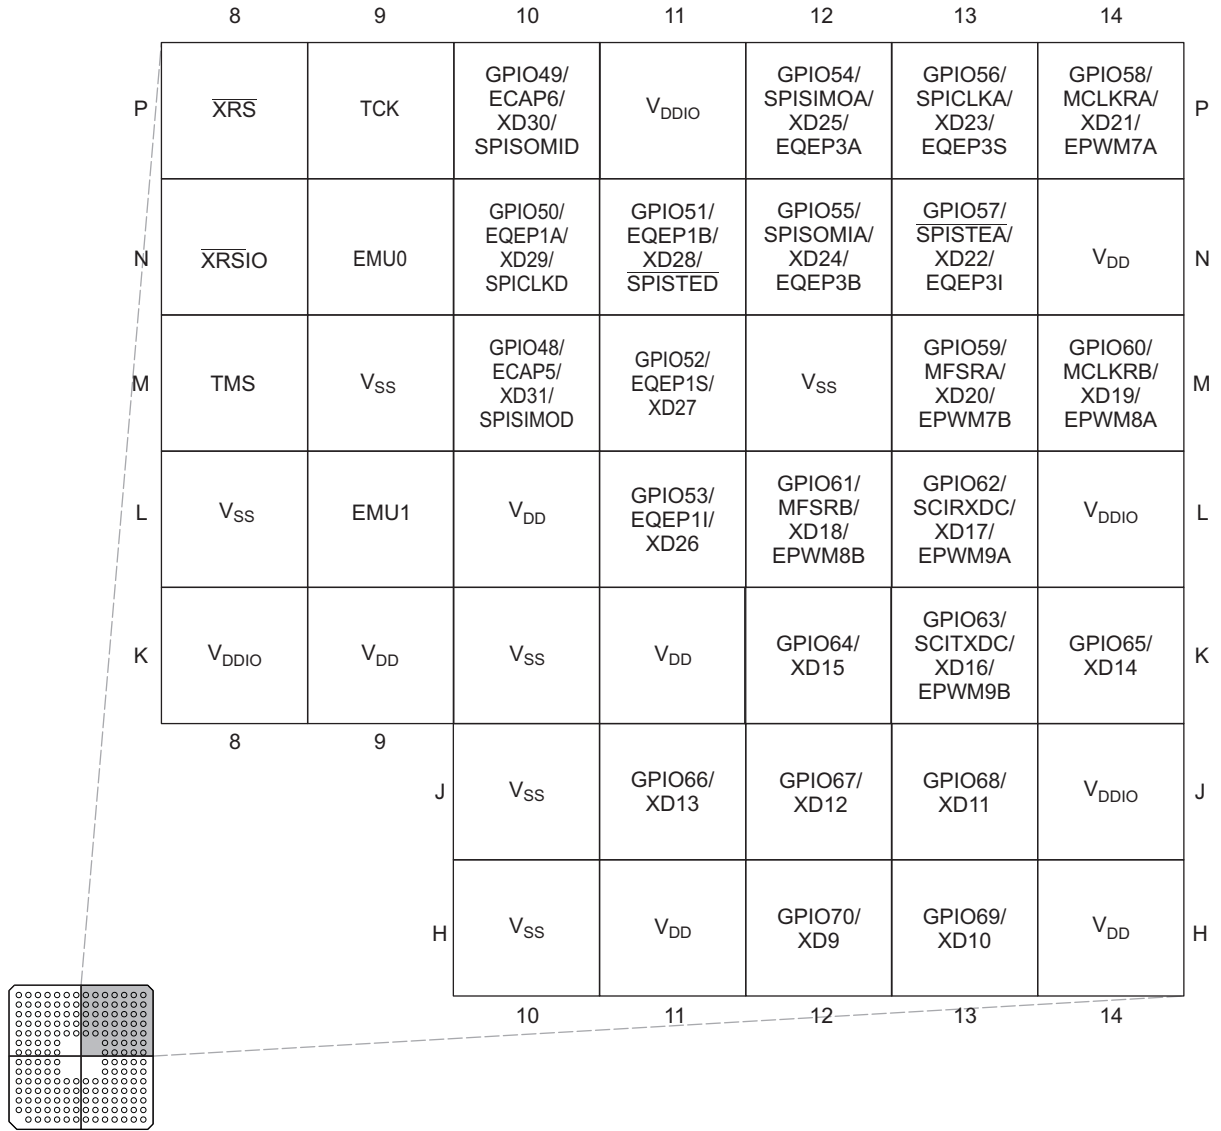 8 9 10 11 12 13 14
P
XRS
TCK
GPIO49/
ECAP6/
XD30/
SPISOMID
VDDIO
GPIO54/
SPISIMOA/
XD25/
EQEP3A
GPIO56/
SPICLKA/
XD23/
EQEP3S
GPIO58/
MCLKRA/
XD21/
EPWM7A
P
N
XRSIO
EMU0
GPIO50/
EQEP1A/
XD29/
SPICLKD
GPIO51/
EQEP1B/
XD28/
SPISTED
GPIO55/
SPISOMIA/
XD24/
EQEP3B
GPIO57/
SPISTEA/
XD22/
EQEP3I
VDD
N
M
TMS
VSS
GPIO48/
ECAP5/
XD31/
SPISIMOD
GPIO52/
EQEP1S/
XD27
VSS
GPIO59/
MFSRA/
XD20/
EPWM7B
GPIO60/
MCLKRB/
XD19/
EPWM8A
M
L
VSS
EMU1
VDD
GPIO53/
EQEP1I/
XD26
GPIO61/
MFSRB/
XD18/
EPWM8B
GPIO62/
SCIRXDC/
XD17/
EPWM9A
VDDIO
L
K
VDDIO
VDD
VSS
VDD
GPIO64/
XD15
GPIO63/
SCITXDC/
XD16/
EPWM9B
GPIO65/
XD14
K
8 9
J
VSS
GPIO66/
XD13
GPIO67/
XD12
GPIO68/
XD11
VDDIO
J
H
VSS
VDD
GPIO70/
XD9
GPIO69/
XD10
VDD
H
10 11 12 13 14